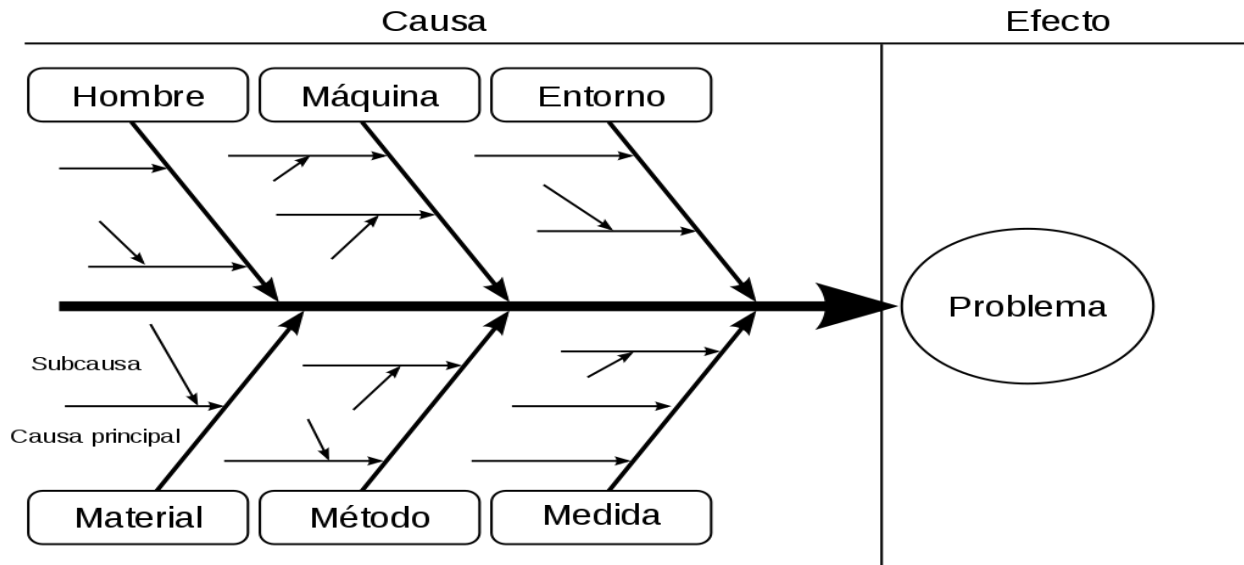 Causa
Efecto
Hombre
Máquina
Entorno
Problema
Subcausa
Causa principal
Material
Método
Medida